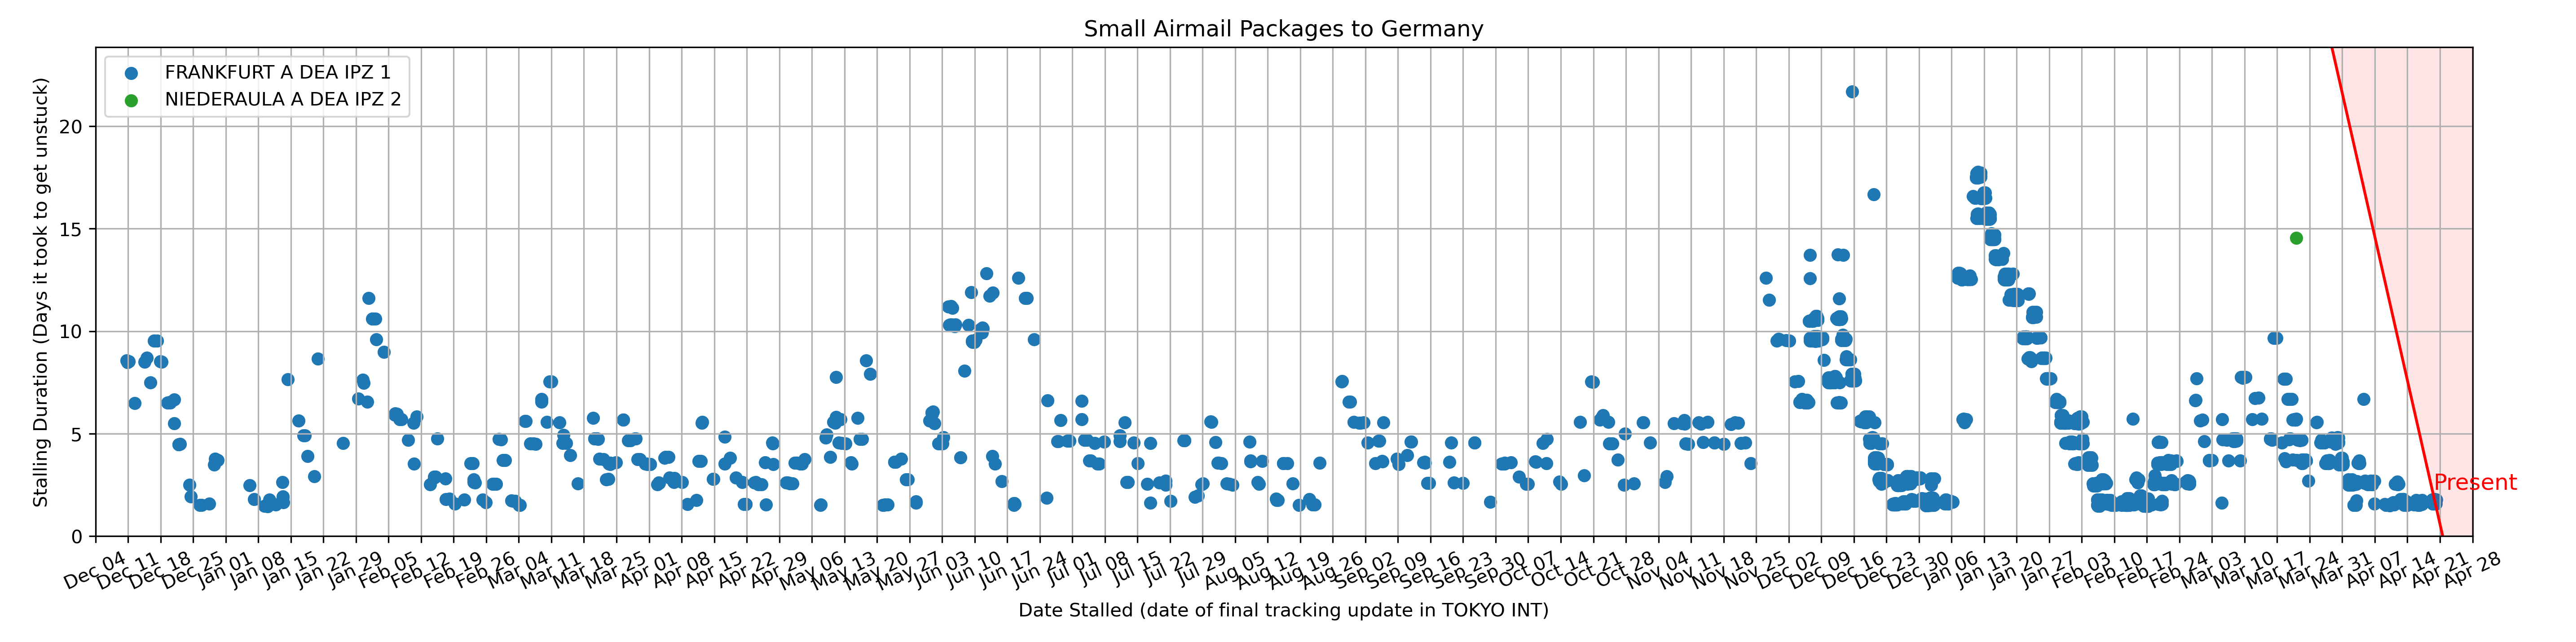 Small Airmail Packages to Germany
FRANKFURT A DEA IPZ 1
NIEDERAULA A DEA IPZ 2
Stalling Duration (Days it took to get unstuck)
20
15
10
5
0
Present
Dec 04 Dec 11 Dec 18 Dec 25 Jan 01 Jan 08 Jan 15 Jan 22 Jan 29 Feb 05 Feb 12 Feb 19 Feb 26 Mar 04 Mar 11 Mar 18 Mar 25 Apr 01 Apr 08 Apr 15 Apr 22 Apr 29 May 06 May 13 May 20 May 27 Jun 03 Jun 10 Jun 17 Jun 24 Jul 01 Jul 08 Jul 15 Jul 22 Jul 29 Aug 05 Aug 12 Aug 19 Aug 26 Sep 02 Sep 09 Sep 16 Sep 23 Sep 30 Oct 07 Oct 14 Oct 21 Oct 28 Nov 04 Nov 11 Nov 18 Nov 25 Dec 02 Dec 09 Dec 16 Dec 23 Dec 30 Jan 06 Jan 13 Jan 20 Jan 27 Feb 03 Feb 10 Feb 17 Feb 24 Mar 03 Mar 10 Mar 17 Mar 24 Mar 31 Apr 07 Apr 14 Apr 21 Apr 28
Date Stalled (date of final tracking update in TOKYO INT)